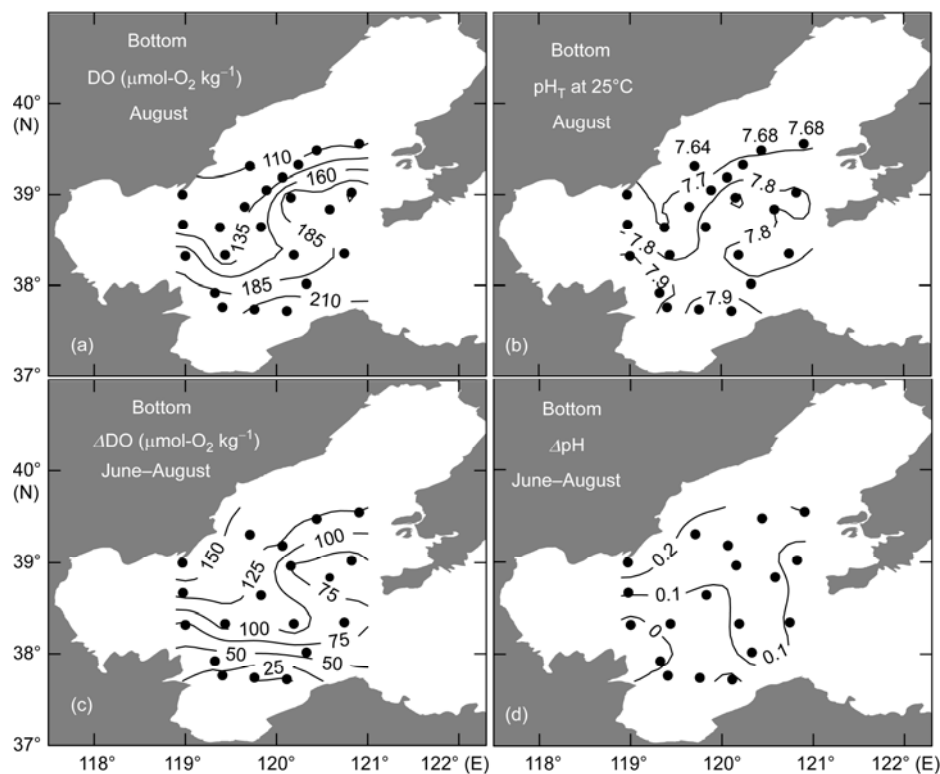 Bottom
DO (μmol-O₂ kg⁻¹)
August
40°
(N)
39°
38°
37°
110
160
135
185
185
210
(a)
Bottom
pH_T at 25°C
August
7.64
7.68
7.68
7.7
7.8
7.8
7.8
7.9
7.9
(b)
Bottom
ΔDO (μmol-O₂ kg⁻¹)
June–August
40°
(N)
39°
38°
37°
150
100
125
75
100
75
50
50
25
(c)
118° 119° 120° 121° 122° (E)
Bottom
ΔpH
June–August
0.2
0.1
0
0.1
(d)
118° 119° 120° 121° 122° (E)